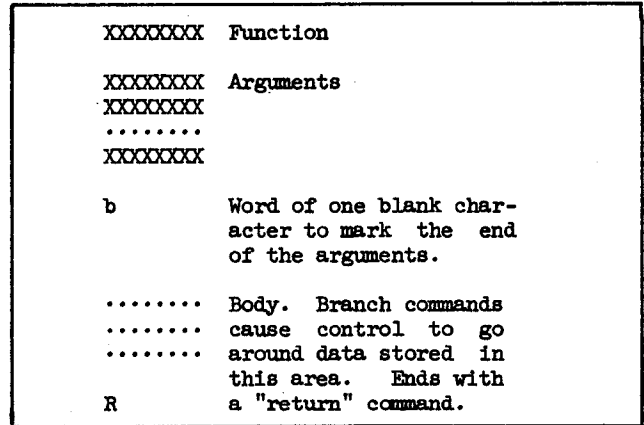 XXXXXXXX Function
XXXXXXXX Arguments
XXXXXXXX
........
XXXXXXXX
b Word of one blank char-
acter to mark the end
of the arguments.
........ Body. Branch commands
........ cause control to go
........ around data stored in
this area. Ends with
R a "return" command.